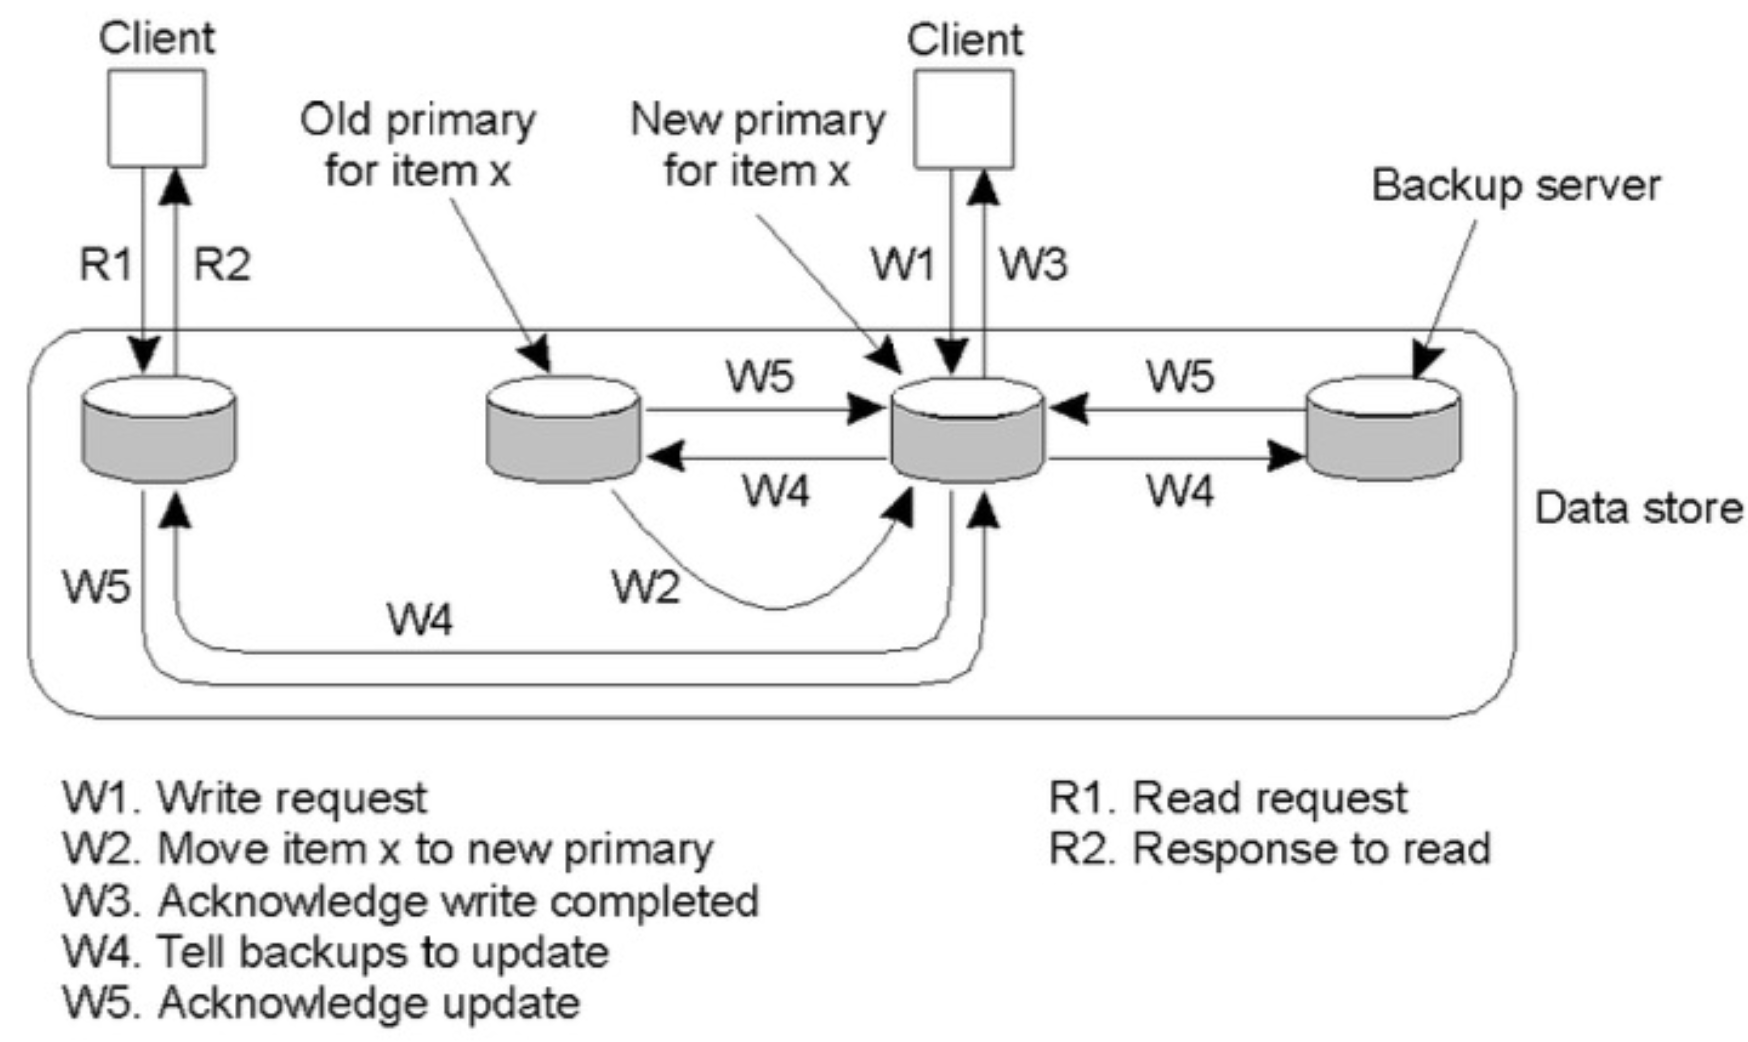 Client
Client
Old primary
for item x
New primary
for item x
Backup server
R1
R2
W1
W3
W5
W5
W4
W4
Data store
W5
W2
W4
W1. Write request
W2. Move item x to new primary
W3. Acknowledge write completed
W4. Tell backups to update
W5. Acknowledge update
R1. Read request
R2. Response to read